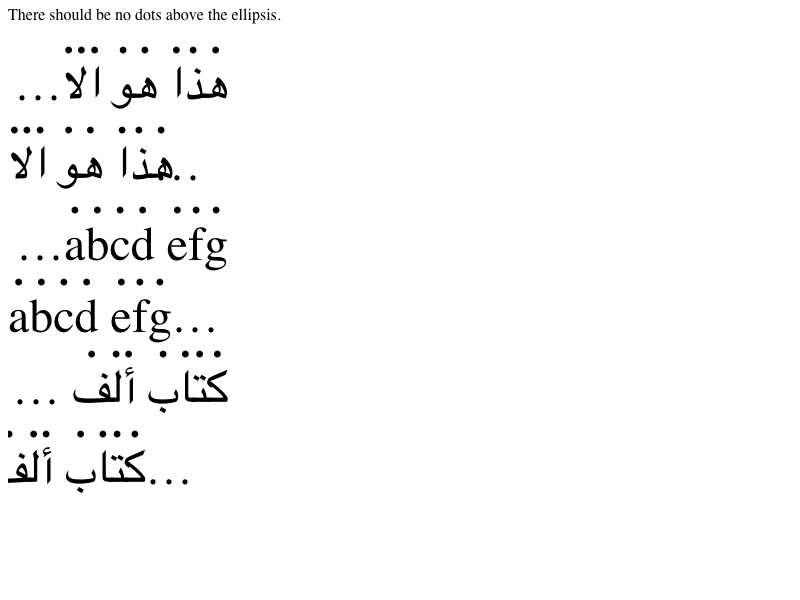 There should be no dots above the ellipsis.
هذا هو الا…
هذا هو الا…
…abcd efg
abcd efg…
كتاب ألف …
كتاب ألف…